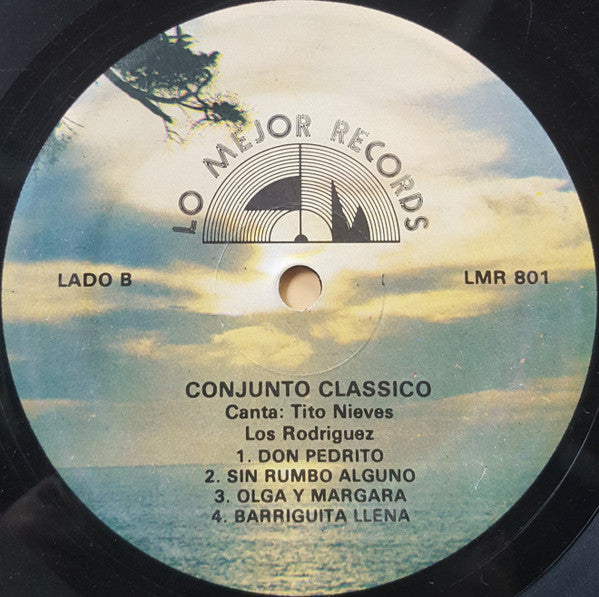 LO MEJOR RECORDS
LADO B
LMR 801
CONJUNTO CLASSICO
Canta: Tito Nieves
Los Rodriguez
1. DON PEDRITO
2. SIN RUMBO ALGUNO
3. OLGA Y MARGARA
4. BARRIGUITA LLENA